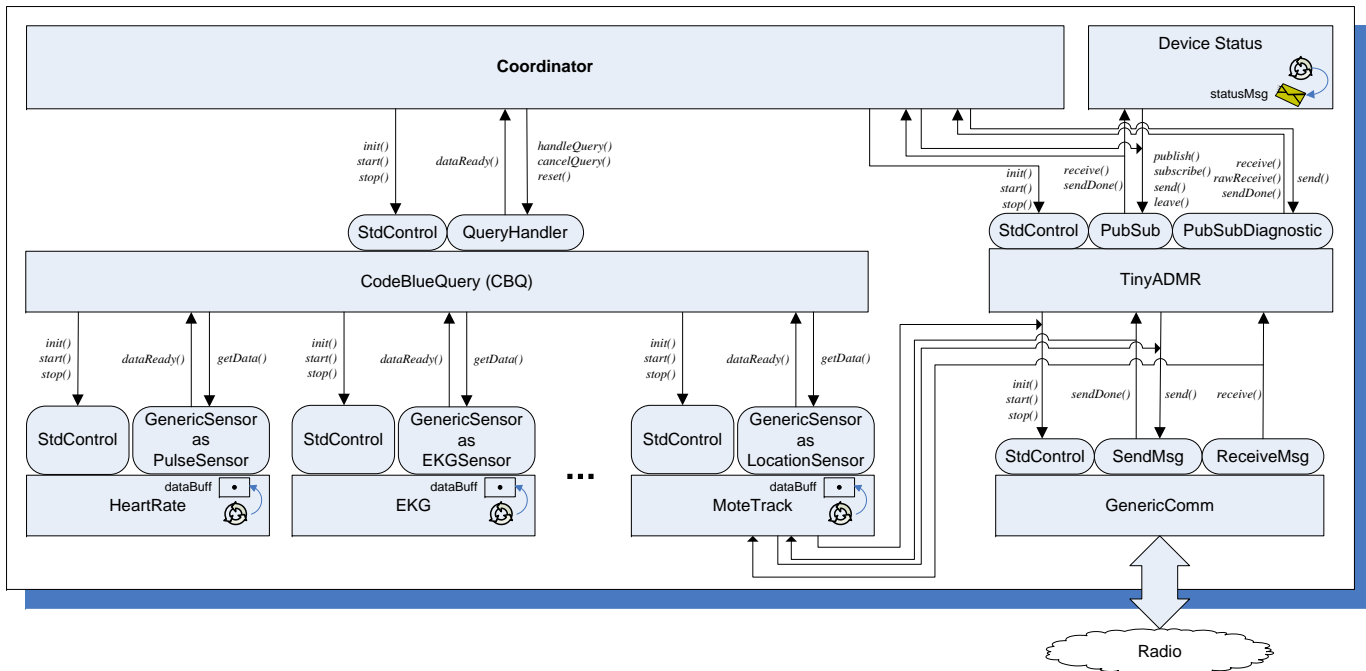 Coordinator
Device Status
statusMsg
init()
start()
stop()
dataReady()
handleQuery()
cancelQuery()
reset()
init()
start()
stop()
receive()
sendDone()
publish()
subscribe()
send()
leave()
receive()
rawReceive()
sendDone()
send()
StdControl
QueryHandler
StdControl
PubSub
PubSubDiagnostic
CodeBlueQuery (CBQ)
TinyADMR
init()
start()
stop()
dataReady()
getData()
init()
start()
stop()
dataReady()
getData()
init()
start()
stop()
dataReady()
getData()
init()
start()
stop()
sendDone()
send()
receive()
StdControl
GenericSensor
as
PulseSensor
StdControl
GenericSensor
as
EKGSensor
...
StdControl
GenericSensor
as
LocationSensor
StdControl
SendMsg
ReceiveMsg
dataBuff
HeartRate
dataBuff
EKG
dataBuff
MoteTrack
GenericComm
Radio